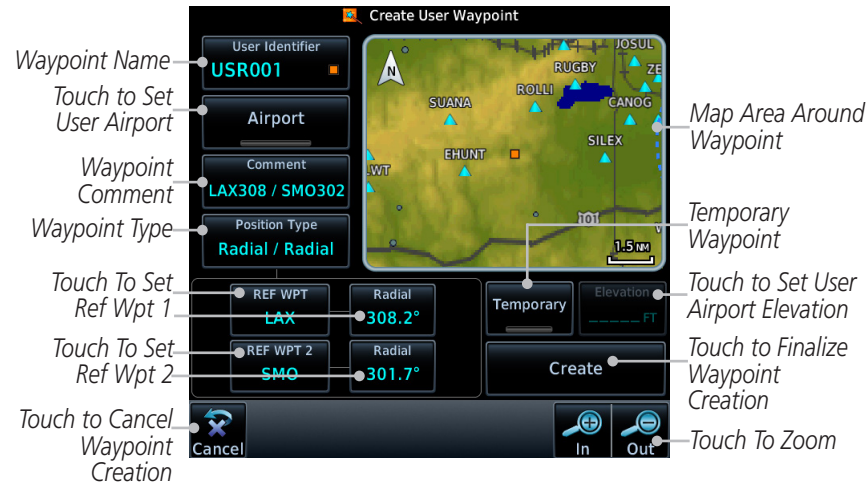 Create User Waypoint
Waypoint Name
User Identifier
USR001
Touch to Set
User Airport
Airport
Waypoint
Comment
Comment
LAX308 / SMO302
Waypoint Type
Position Type
Radial / Radial
N
JOSUL
RUGBY
ZE
ROLLI
SUANA
CANOG
SILEX
EHUNT
LWT
101
W
1.5 NM
Map Area Around
Waypoint
Temporary
Waypoint
Touch To Set
Ref Wpt 1
REF WPT
LAX
Radial
308.2°
Touch To Set
Ref Wpt 2
REF WPT 2
SMO
Radial
301.7°
Temporary
Elevation
_____ FT
Touch to Set User
Airport Elevation
Create
Touch to Finalize
Waypoint
Creation
Touch to Cancel
Waypoint
Creation
Cancel
In
Out
Touch To Zoom